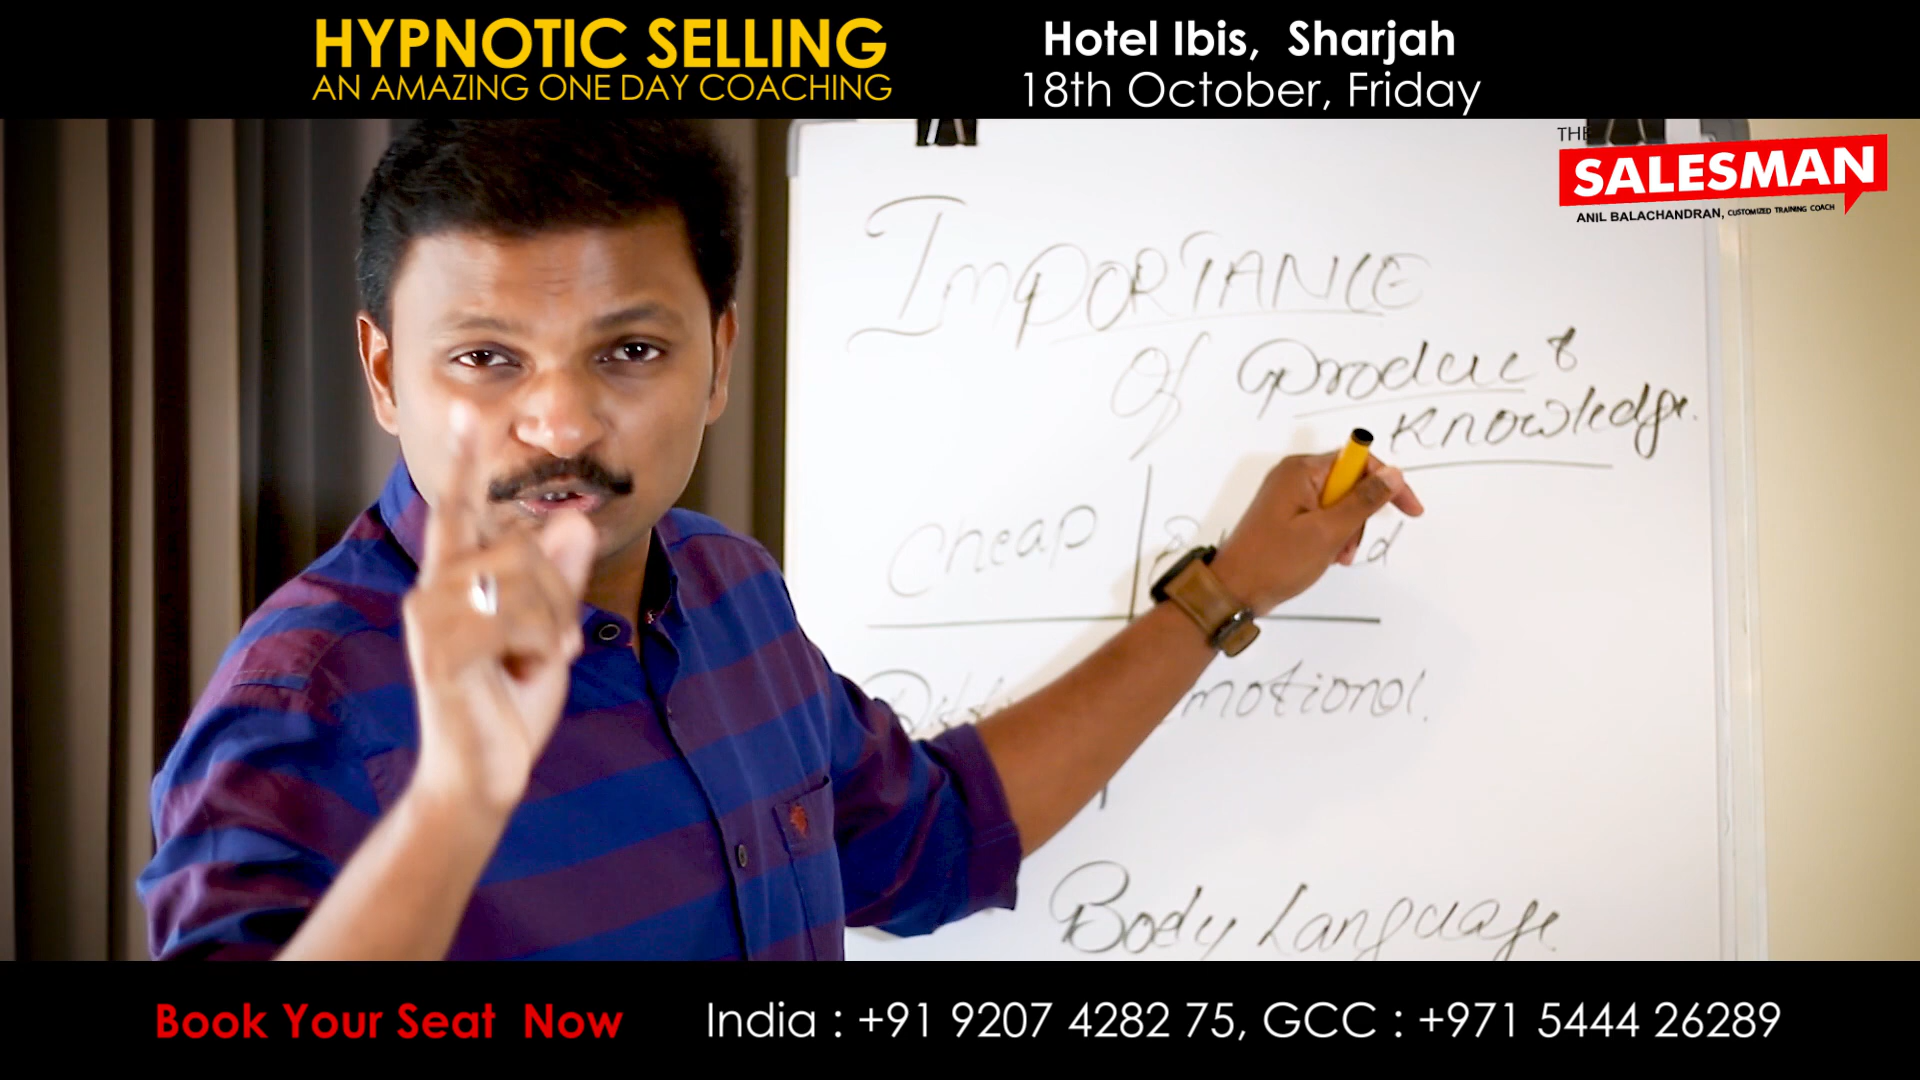 HYPNOTIC SELLING
AN AMAZING ONE DAY COACHING
Hotel Ibis, Sharjah
18th October, Friday
THE
SALESMAN
ANIL BALACHANDRAN, CUSTOMIZED TRAINING COACH
IMPORTANCE
Of Product
Knowledge.
Cheap
Emotional.
Body Language
Book Your Seat Now
India : +91 9207 4282 75, GCC : +971 5444 26289